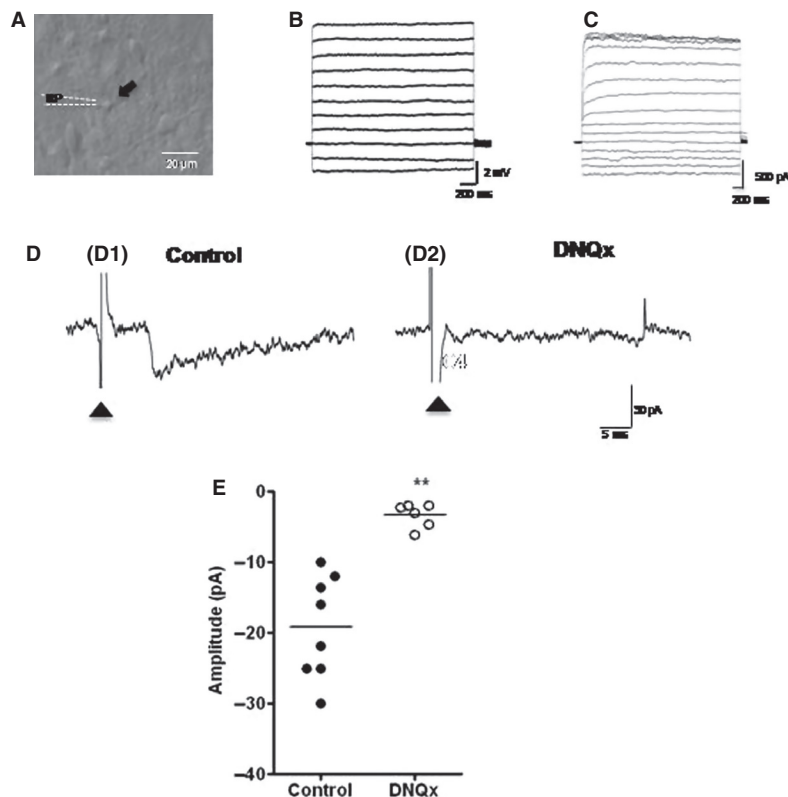 A
20 µm
B
2 mV
200 ms
C
500 pA
200 ms
D
(D1)
Control
(D2)
DNQx
5 ms
E
**
0
−10
−20
−30
−40
Amplitude (pA)
Control
DNQx